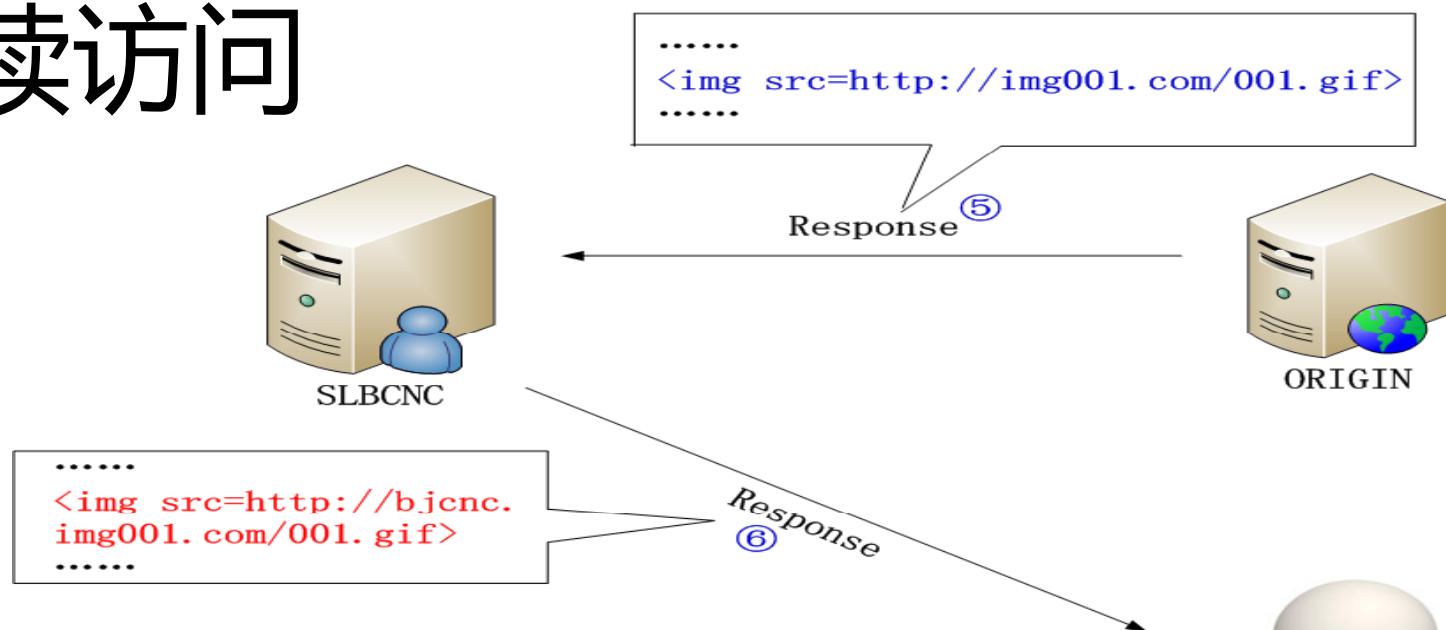 续访问
……
<img src=http://img001.com/001.gif>
……
Response⑤
SLBCNC
ORIGIN
……
<img src=http://bjcnc.
img001.com/001.gif>
……
Response
⑥